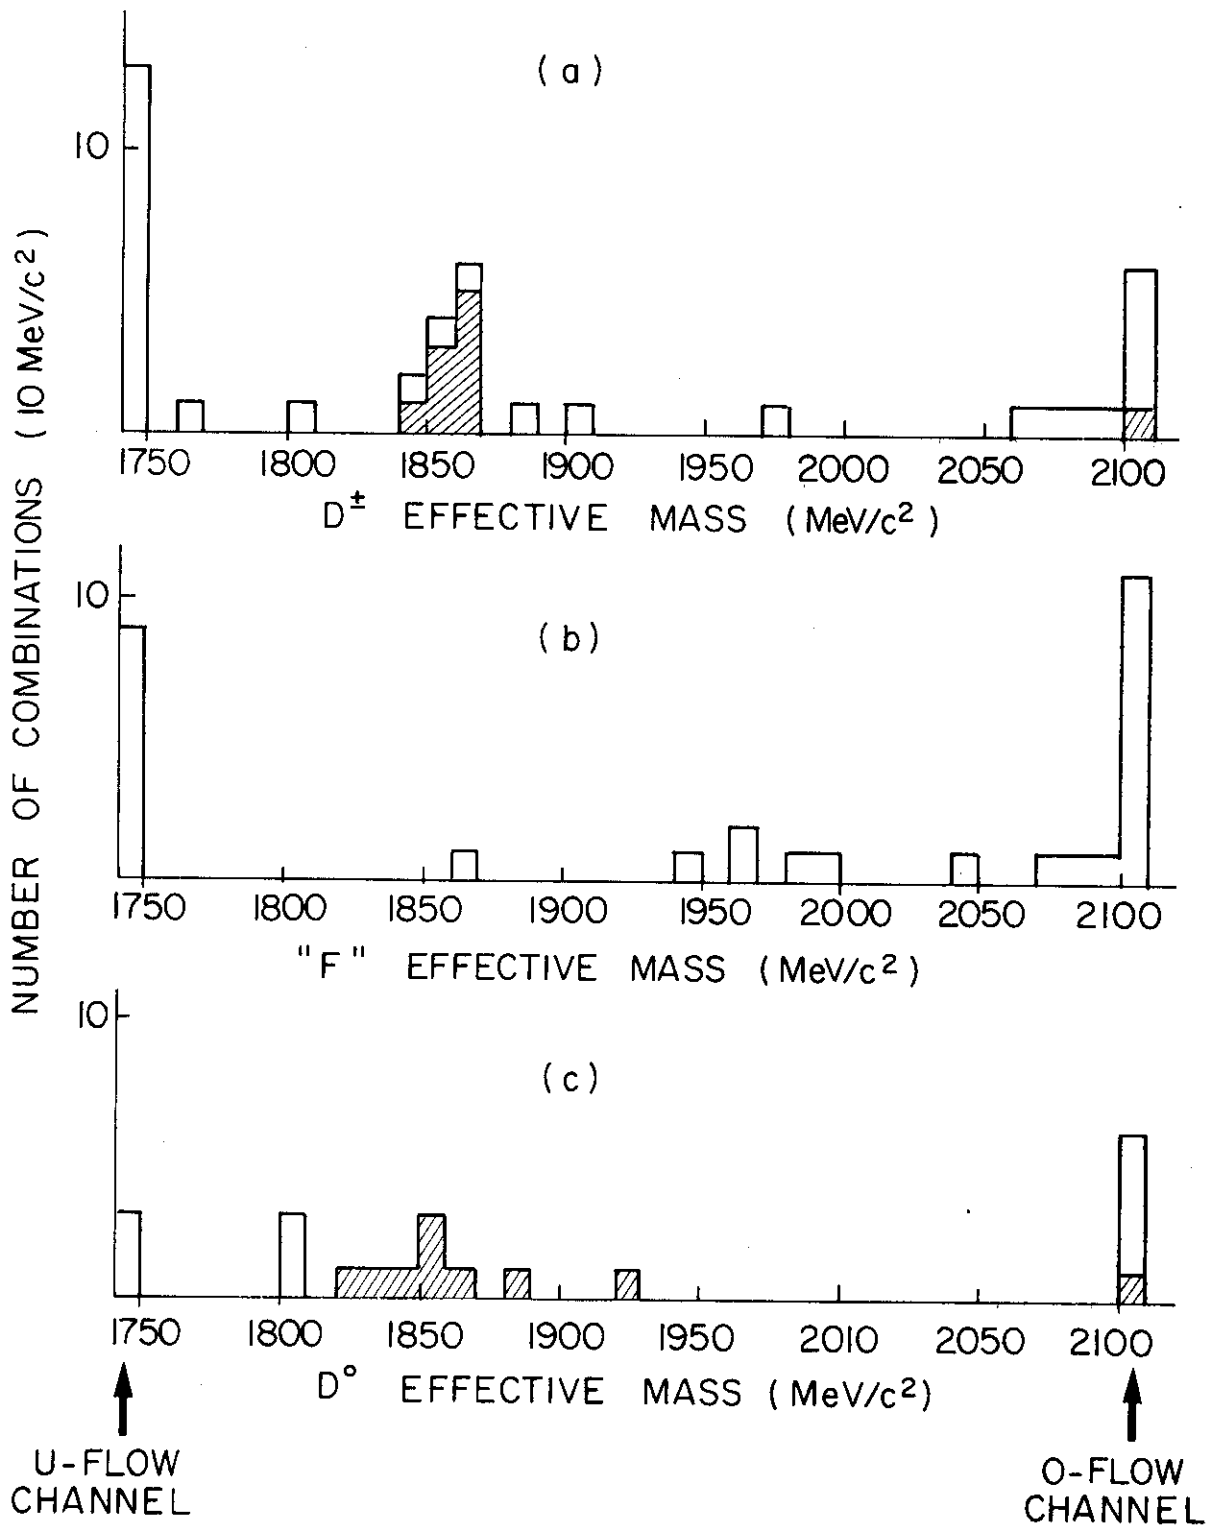 NUMBER OF COMBINATIONS (10 MeV/c²)
(a)
10
1750 1800 1850 1900 1950 2000 2050 2100
D± EFFECTIVE MASS (MeV/c²)
10
(b)
1750 1800 1850 1900 1950 2000 2050 2100
"F" EFFECTIVE MASS (MeV/c²)
10
(c)
1750 1800 1850 1900 1950 2010 2050 2100
D⁰ EFFECTIVE MASS (MeV/c²)
U-FLOW
CHANNEL
O-FLOW
CHANNEL